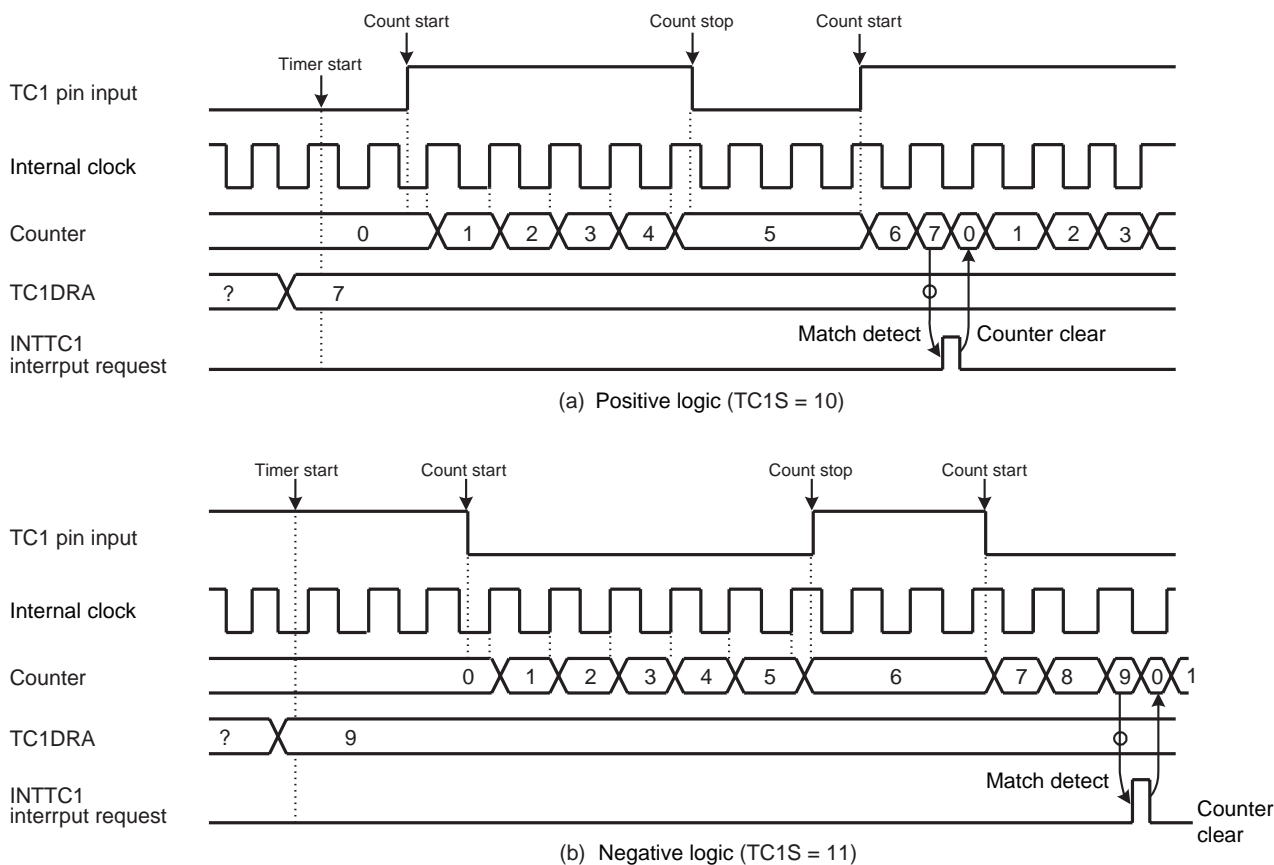 Count start Count stop Count start
Timer start
TC1 pin input
Internal clock
Counter 0 1 2 3 4 5 6 7 0 1 2 3
TC1DRA ? 7
Match detect Counter clear
INTTC1
interrput request
(a) Positive logic (TC1S = 10)
Timer start Count start Count stop Count start
TC1 pin input
Internal clock
Counter 0 1 2 3 4 5 6 7 8 9 0 1
TC1DRA ? 9
Match detect
INTTC1
interrput request
Counter
clear
(b) Negative logic (TC1S = 11)